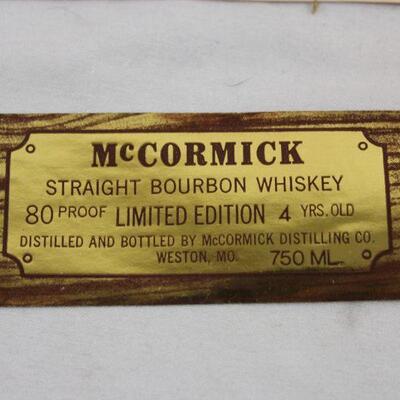 McCORMICK
STRAIGHT BOURBON WHISKEY
80 PROOF LIMITED EDITION 4 YRS. OLD
DISTILLED AND BOTTLED BY McCORMICK DISTILLING CO.
WESTON, MO. 750 ML.